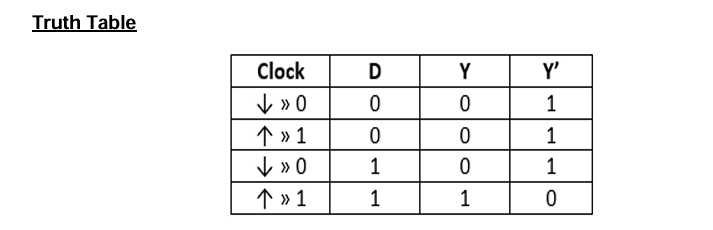 Truth Table
Clock D Y Y’
↓ » 0 0 0 1
↑ » 1 0 0 1
↓ » 0 1 0 1
↑ » 1 1 1 0